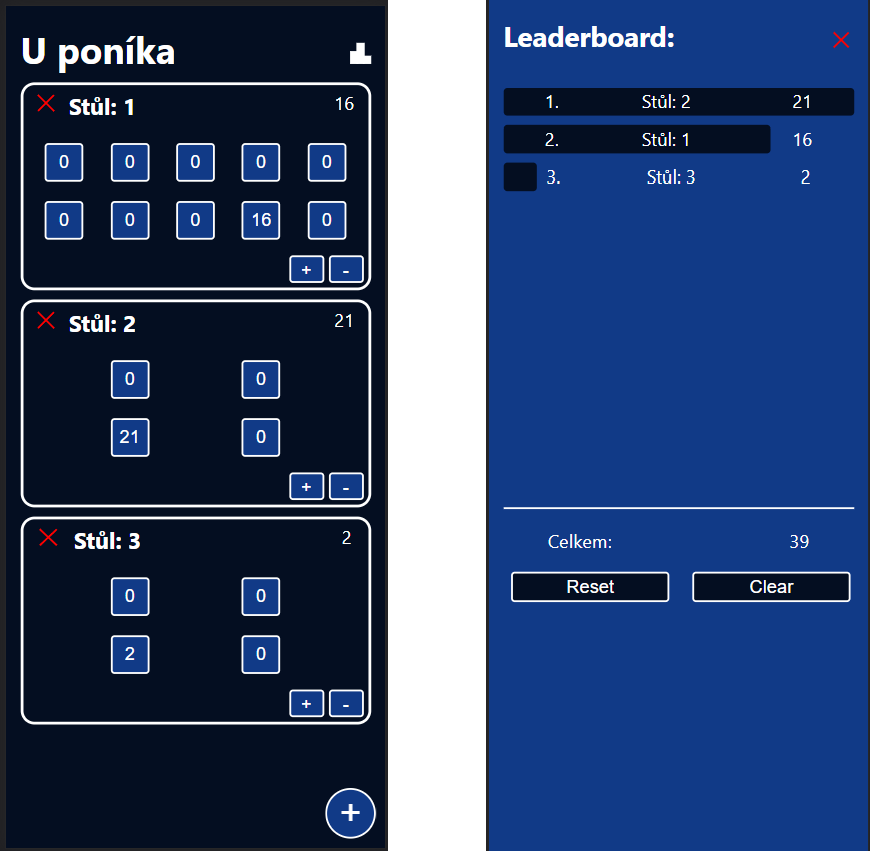 U poníka
Stůl: 1 16
0 0 0 0 0
0 0 0 16 0
+ -
Stůl: 2 21
0 0
21 0
+ -
Stůl: 3 2
0 0
2 0
+ -
+
Leaderboard:
1. Stůl: 2 21
2. Stůl: 1 16
3. Stůl: 3 2
Celkem: 39
Reset Clear